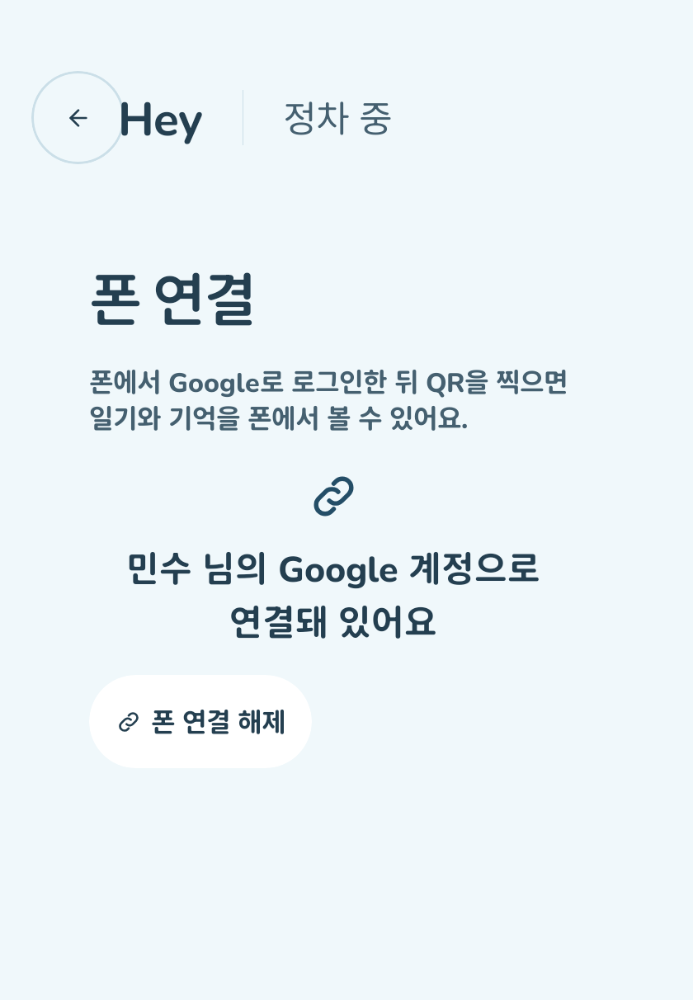 Hey
정차 중
폰 연결
폰에서 Google로 로그인한 뒤 QR을 찍으면
일기와 기억을 폰에서 볼 수 있어요.
민수 님의 Google 계정으로
연결돼 있어요
폰 연결 해제